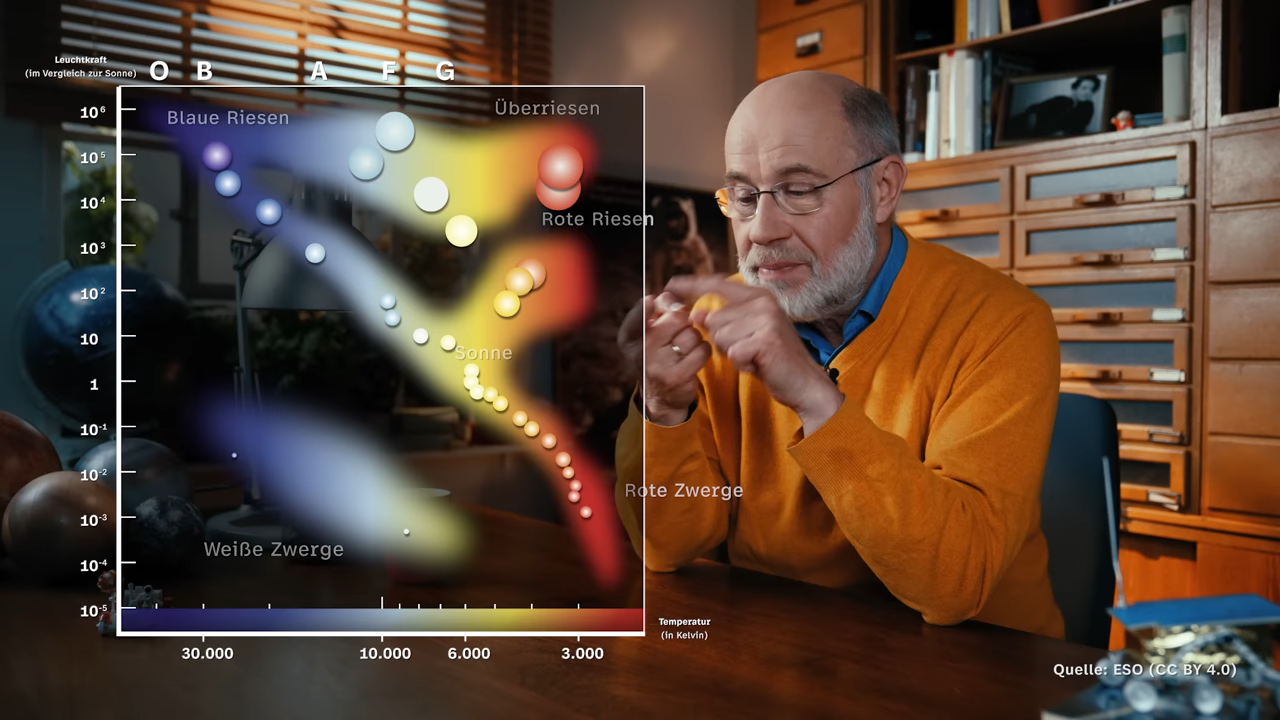 Leuchtkraft
(im Vergleich zur Sonne)
O B A F G
Blaue Riesen
Überriesen
Rote Riesen
Sonne
Rote Zwerge
Weiße Zwerge
10⁶
10⁵
10⁴
10³
10²
10
1
10⁻¹
10⁻²
10⁻³
10⁻⁴
10⁻⁵
30.000 10.000 6.000 3.000
Temperatur
(in Kelvin)
Quelle: ESO (CC BY 4.0)